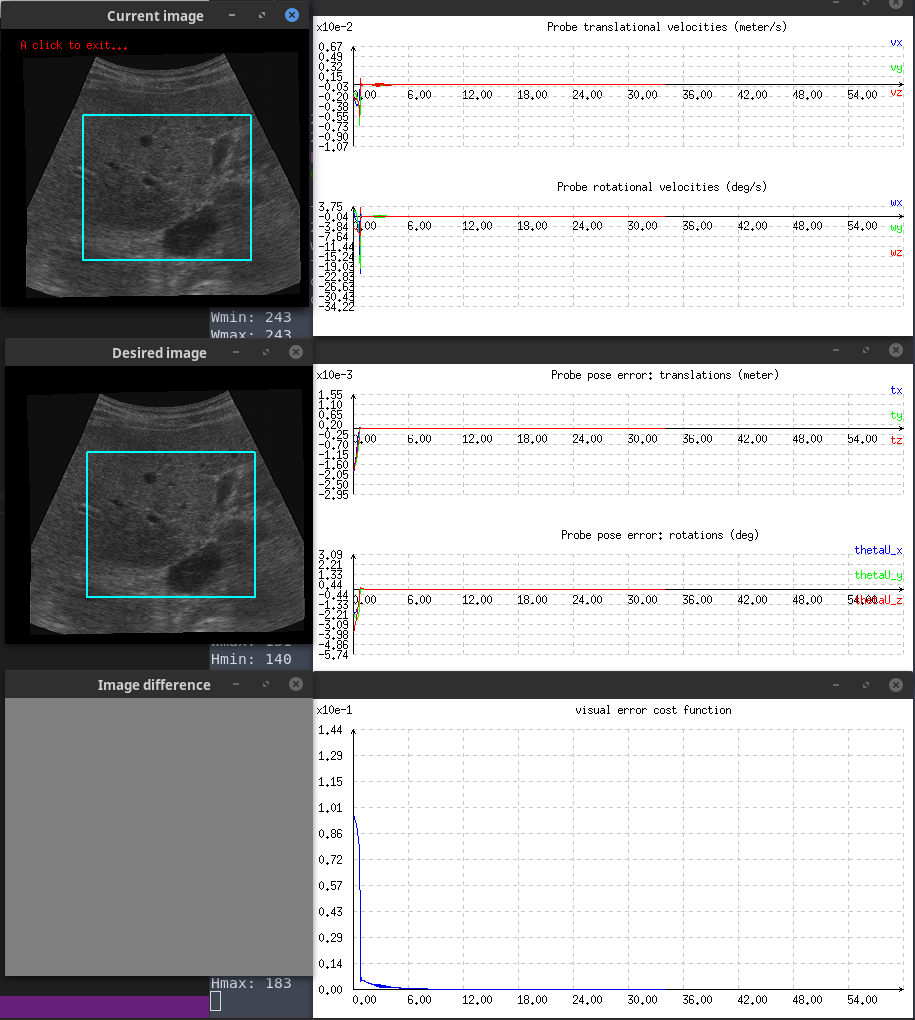 Current image
A click to exit...
Wmin: 243
Wmax: 243
Desired image
Hmin: 140
Image difference
Hmax: 183
x10e-2
Probe translational velocities (meter/s)
0.67
0.49
0.32
0.15
-0.03
-0.20
-0.38
-0.55
-0.73
-0.90
-1.07
0.00 6.00 12.00 18.00 24.00 30.00 36.00 42.00 48.00 54.00
vx
vy
vz
Probe rotational velocities (deg/s)
3.75
-0.04
-3.84
-7.64
-11.44
-15.24
-19.03
-22.83
-26.63
-30.43
-34.22
0.00 6.00 12.00 18.00 24.00 30.00 36.00 42.00 48.00 54.00
wx
wy
wz
x10e-3
Probe pose error: translations (meter)
1.55
1.10
0.65
0.20
-0.25
-0.70
-1.15
-1.60
-2.05
-2.50
-2.95
0.00 6.00 12.00 18.00 24.00 30.00 36.00 42.00 48.00 54.00
tx
ty
tz
Probe pose error: rotations (deg)
3.09
2.21
1.33
0.44
-0.44
-1.33
-2.21
-3.09
-3.98
-4.86
-5.74
0.00 6.00 12.00 18.00 24.00 30.00 36.00 42.00 48.00 54.00
thetaU_x
thetaU_y
thetaU_z
x10e-1
visual error cost function
1.44
1.29
1.15
1.01
0.86
0.72
0.57
0.43
0.29
0.14
0.00
0.00 6.00 12.00 18.00 24.00 30.00 36.00 42.00 48.00 54.00